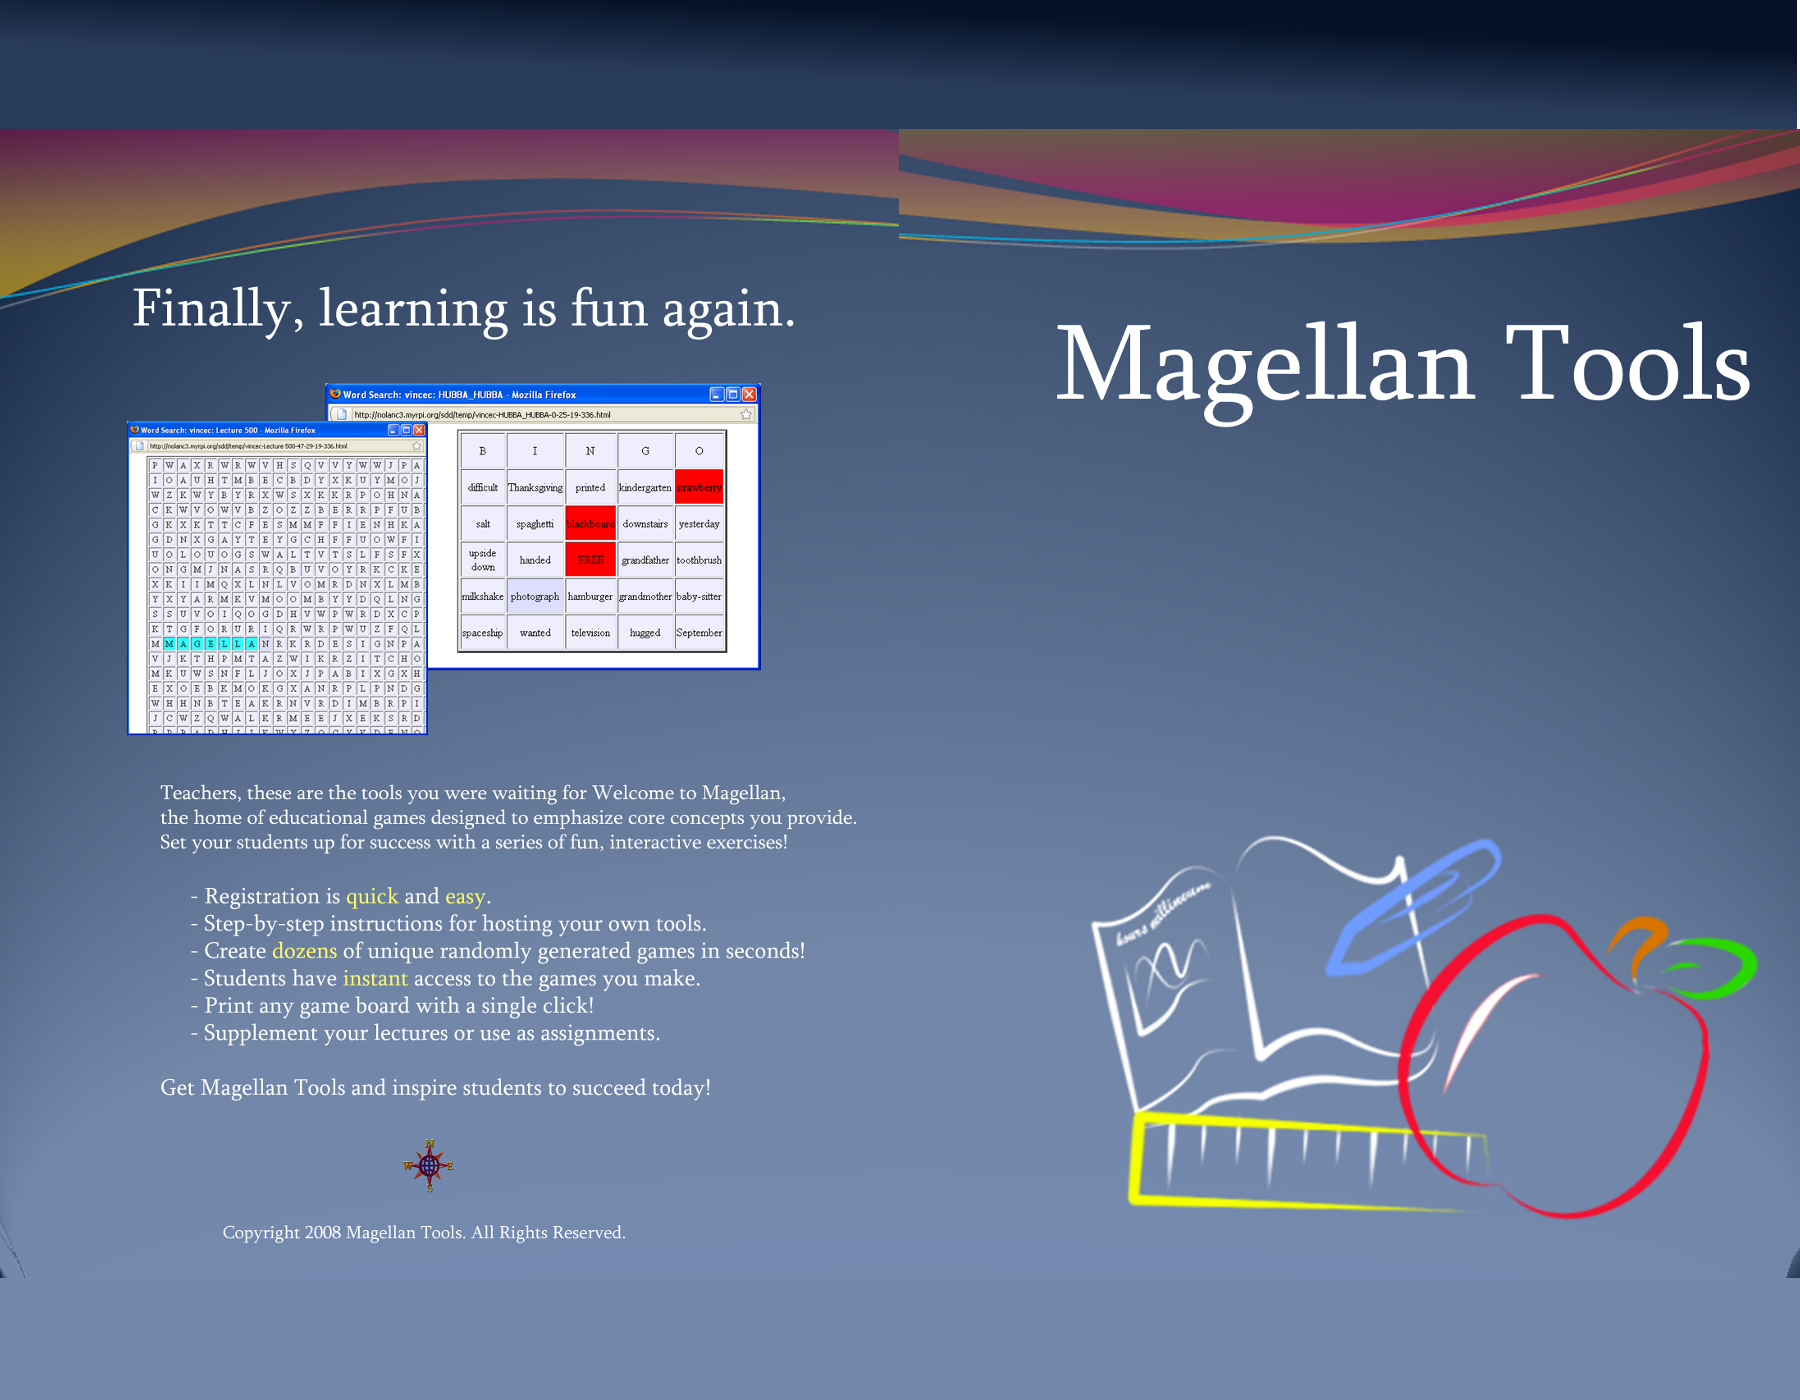 Finally, learning is fun again.
Word Search: vincec: HUBBA_HUBBA - Mozilla Firefox
http://nolanc3.myrpi.org/sdd/temp/vincec-HUBBA_HUBBA-0-25-19-336.html
B I N G O
difficult Thanksgiving printed kindergarten strawberry
salt spaghetti blackboard downstairs yesterday
upside down handed FREE grandfather toothbrush
milkshake photograph hamburger grandmother baby-sitter
spaceship wanted television hugged September
Word Search: vincec: Lecture 500 - Mozilla Firefox
http://nolanc3.myrpi.org/sdd/temp/vincec-Lecture 500-47-29-19-336.html
P W A X R W R W V H S Q V V Y W W J P A
I O A U H T M B E C B D Y X K U Y M O J
W Z K W Y B Y R X W S X K K R P O H N A
C K W V O W V B Z O Z Z B E R R P F U B
G K X K T T C F E S M M F F I E N H K A
G D N X G A Y T E Y G C H F F U O W F I
U O L O U O G S W A L T V T S L F S F X
O N G M J N A S R Q B U V O Y R K C K E
X K I I M Q X L N L V O M R D N X L M B
Y X Y A R M K V M O O M B Y Y D Q L N G
S S U V O I Q O G D H V W P W R D X C P
K T G F O R U R I Q R W R P W U Z F Q L
M M A G E L L A N R K R D E S I G N P A
V J K T H P M T A Z W I K R Z I T C H O
M K U W S N F L J O X J P A B I X G X H
E X O E B K M O K G X A N R P L P N D G
W H H N B T E A K R N V R D I M B R P I
J C W Z Q W A L K R M E E J X E K S R D
Teachers, these are the tools you were waiting for Welcome to Magellan,
the home of educational games designed to emphasize core concepts you provide.
Set your students up for success with a series of fun, interactive exercises!
- Registration is quick and easy.
- Step-by-step instructions for hosting your own tools.
- Create dozens of unique randomly generated games in seconds!
- Students have instant access to the games you make.
- Print any game board with a single click!
- Supplement your lectures or use as assignments.
Get Magellan Tools and inspire students to succeed today!
N
W E
S
Copyright 2008 Magellan Tools. All Rights Reserved.
Magellan Tools